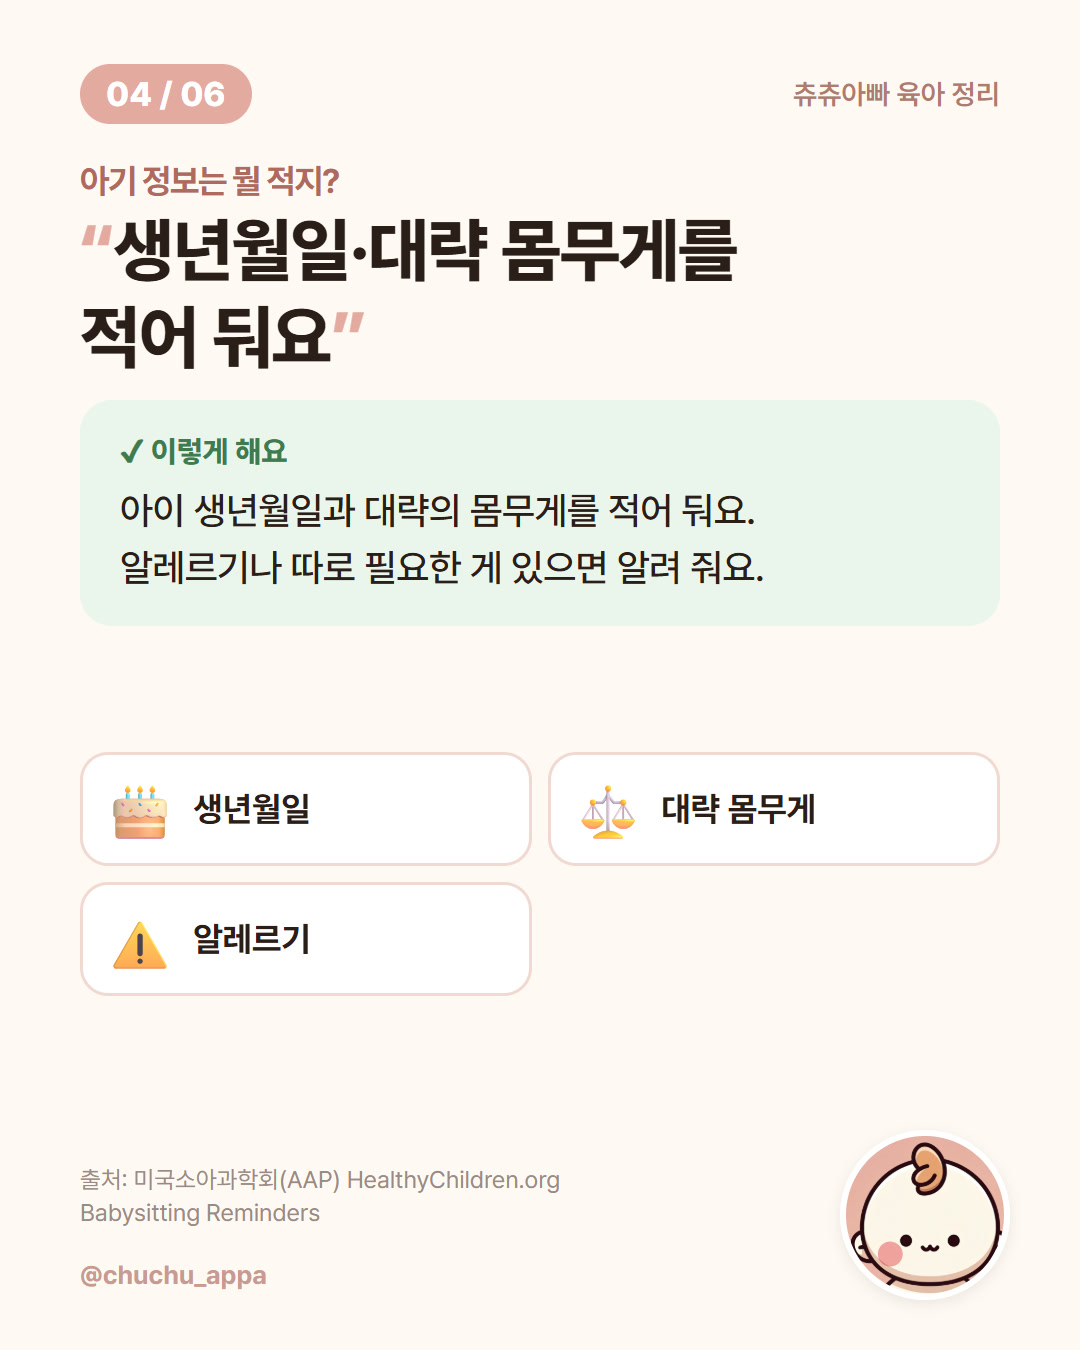 04 / 06
츄츄아빠 육아 정리
아기 정보는 뭘 적지?
“생년월일·대략 몸무게를
적어 둬요”
✓ 이렇게 해요
아이 생년월일과 대략의 몸무게를 적어 둬요.
알레르기나 따로 필요한 게 있으면 알려 줘요.
생년월일
대략 몸무게
알레르기
출처: 미국소아과학회(AAP) HealthyChildren.org
Babysitting Reminders
@chuchu_appa